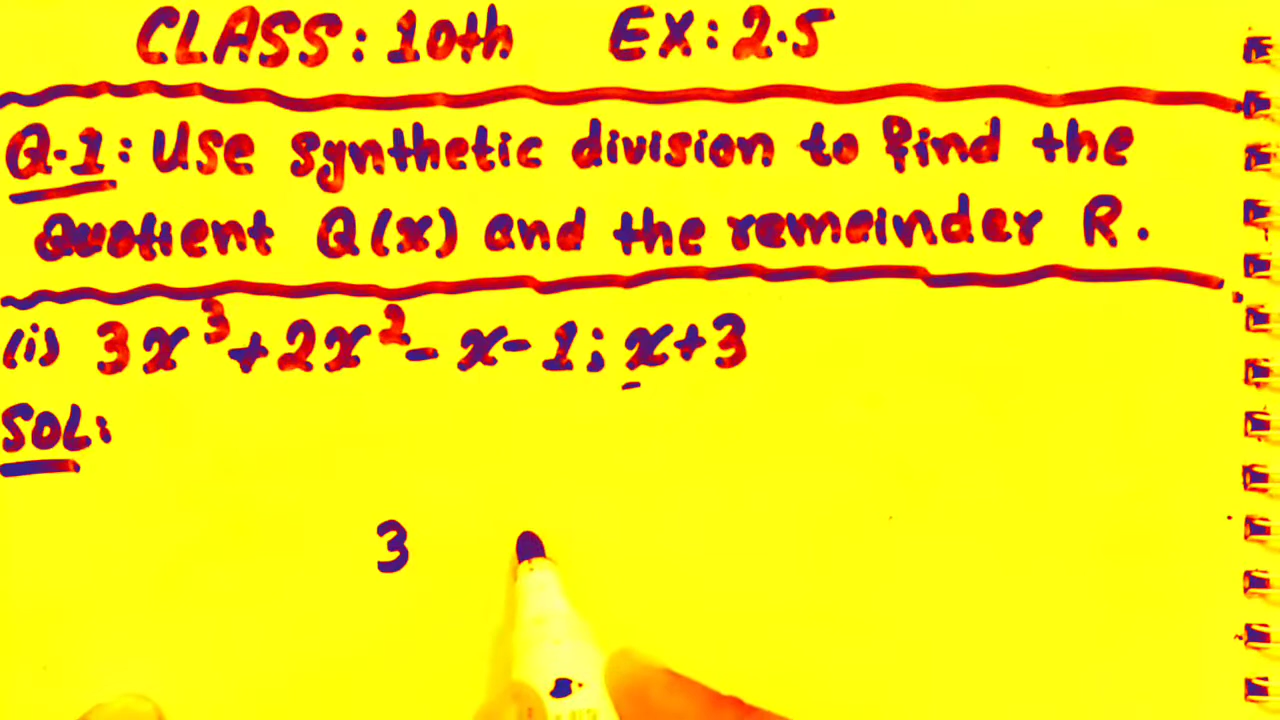 CLASS: 10th EX: 2.5
Q.1: Use synthetic division to find the
Quotient Q(x) and the remainder R.
(ii) 3x³+2x²-x-1; x+3
SOL:
3